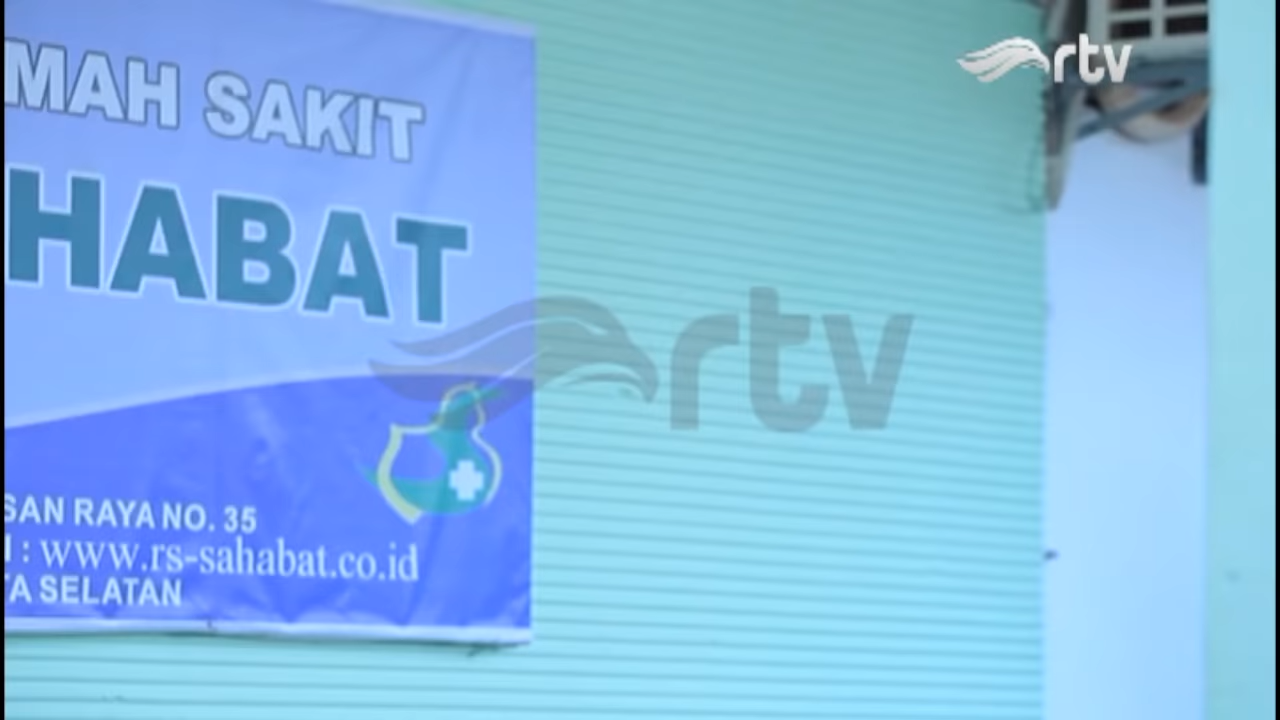 rtv
MAH SAKIT
HABAT
rtv
SAN RAYA NO. 35
: www.rs-sahabat.co.id
TA SELATAN